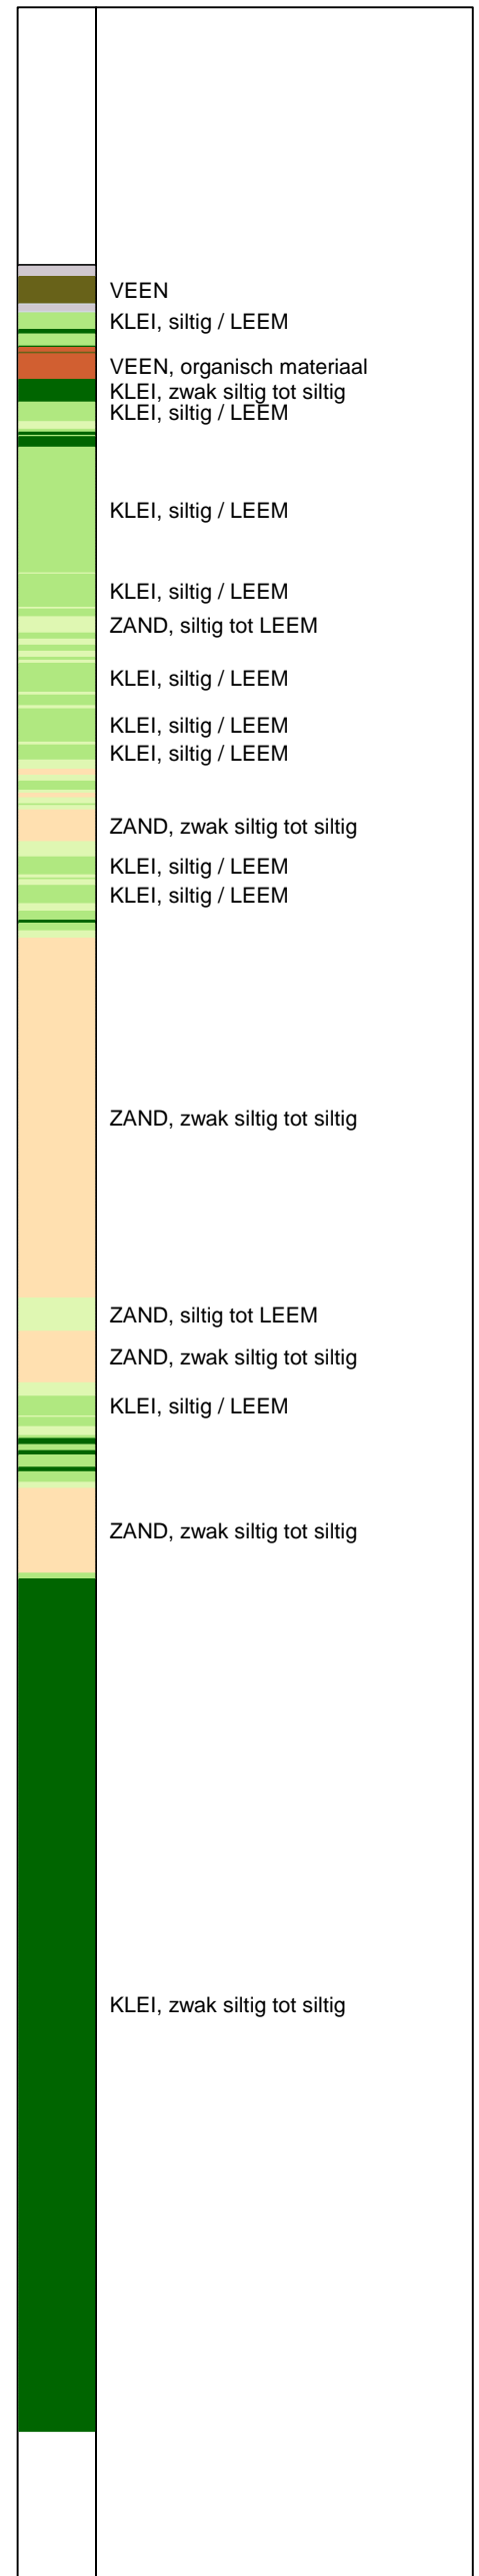 VEEN
KLEI, siltig / LEEM
VEEN, organisch materiaal
KLEI, zwak siltig tot siltig
KLEI, siltig / LEEM
KLEI, siltig / LEEM
KLEI, siltig / LEEM
ZAND, siltig tot LEEM
KLEI, siltig / LEEM
KLEI, siltig / LEEM
KLEI, siltig / LEEM
ZAND, zwak siltig tot siltig
KLEI, siltig / LEEM
KLEI, siltig / LEEM
ZAND, zwak siltig tot siltig
ZAND, siltig tot LEEM
ZAND, zwak siltig tot siltig
KLEI, siltig / LEEM
ZAND, zwak siltig tot siltig
KLEI, zwak siltig tot siltig